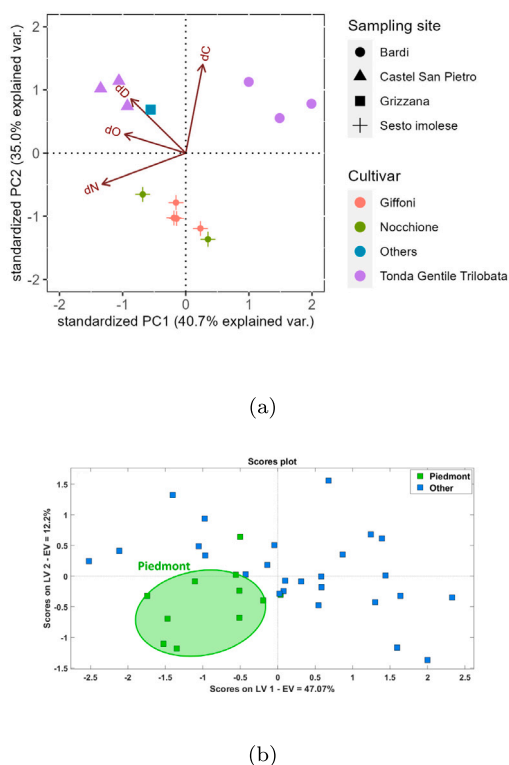 Sampling site
Bardi
Castel San Pietro
Grizzana
Sesto imolese
Cultivar
Giffoni
Nocchione
Others
Tonda Gentile Trilobata
standardized PC2 (35.0% explained var.)
2
1
0
-1
-2
dC
dD
dO
dN
-2
-1
0
1
2
standardized PC1 (40.7% explained var.)
(a)
Scores plot
Scores on LV 2 - EV = 12.2%
1.5
1
0.5
0
-0.5
-1
-1.5
Piedmont
Other
Piedmont
-2.5
-2
-1.5
-1
-0.5
0
0.5
1
1.5
2
2.5
Scores on LV 1 - EV = 47.07%
(b)